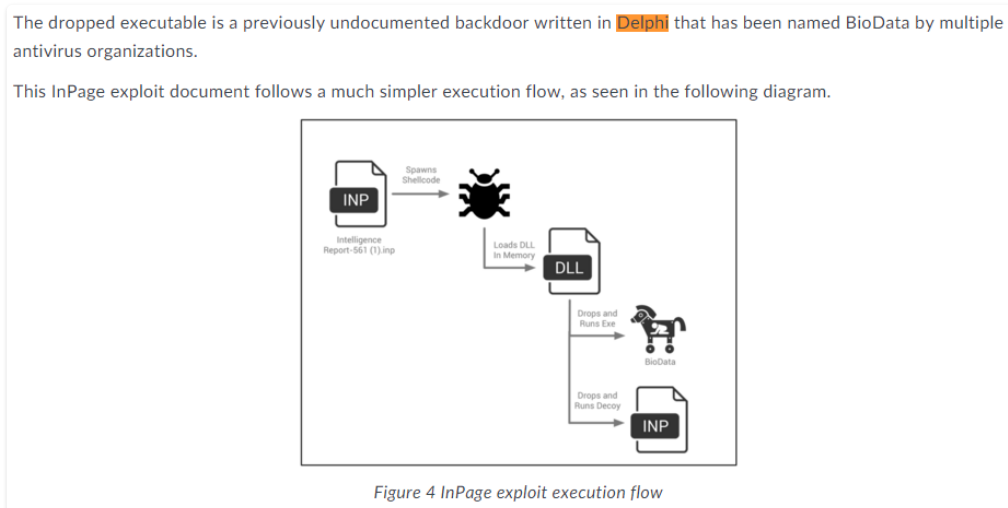 The dropped executable is a previously undocumented backdoor written in Delphi that has been named BioData by multiple
antivirus organizations.
This InPage exploit document follows a much simpler execution flow, as seen in the following diagram.
Spawns
Shellcode
INP
Intelligence
Report-561 (1).inp
Loads DLL
In Memory
DLL
Drops and
Runs Exe
BioData
Drops and
Runs Decoy
INP
Figure 4 InPage exploit execution flow